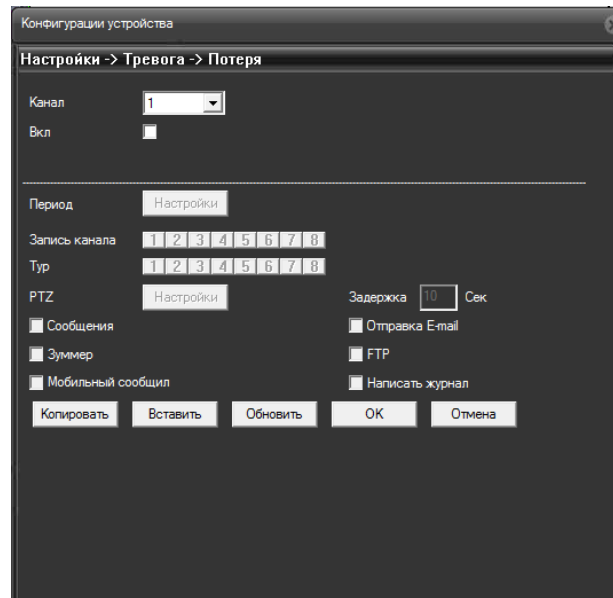 Конфигурации устройства
Настройки -> Тревога -> Потеря
Канал 1
Вкл
Период Настройки
Запись канала 1 2 3 4 5 6 7 8
Тур 1 2 3 4 5 6 7 8
PTZ Настройки Задержка 10 Сек
Сообщения Отправка E-mail
Зуммер FTP
Мобильный сообщил Написать журнал
Копировать Вставить Обновить OK Отмена